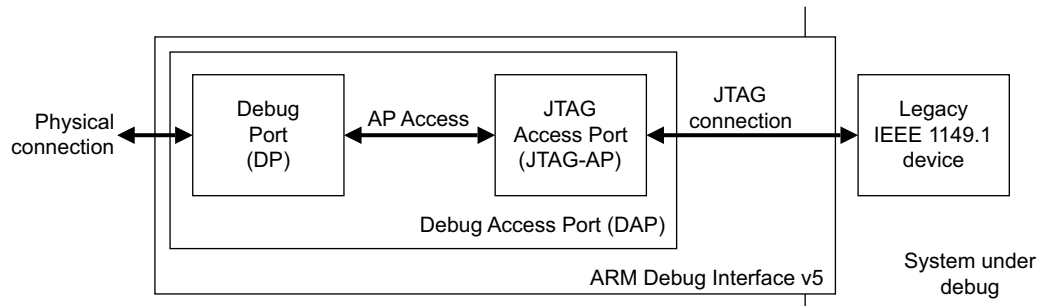 Physical
connection
Debug
Port
(DP)
AP Access
JTAG
Access Port
(JTAG-AP)
JTAG
connection
Legacy
IEEE 1149.1
device
Debug Access Port (DAP)
ARM Debug Interface v5
System under
debug